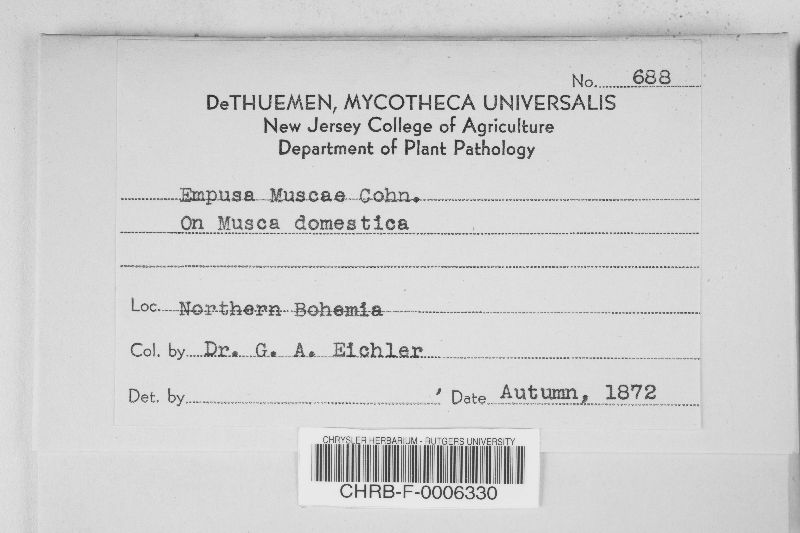 No. 688
DeTHUEMEN, MYCOTHECA UNIVERSALIS
New Jersey College of Agriculture
Department of Plant Pathology
Empusa Muscae Cohn.
On Musca domestica
Loc. Northern Bohemia
Col. by Dr. G. A. Eichler
Det. by
Date Autumn, 1872
CHRYSLER HERBARIUM - RUTGERS UNIVERSITY
CHRB-F-0006330